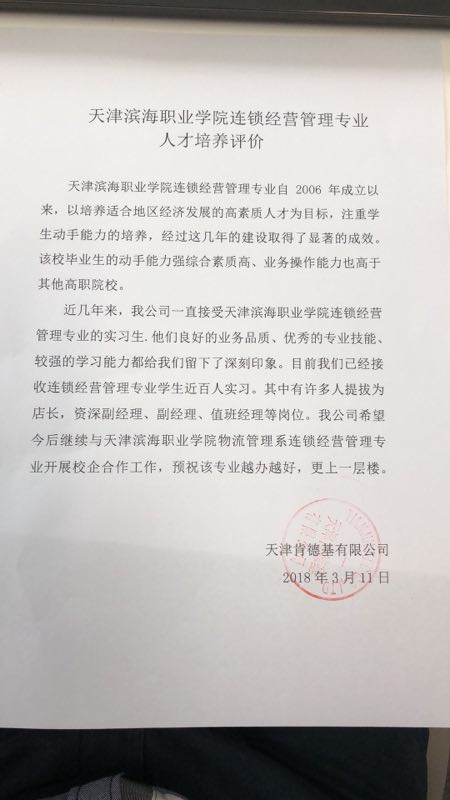 天津滨海职业学院连锁经营管理专业
人才培养评价
天津滨海职业学院连锁经营管理专业自 2006 年成立以
来，以培养适合地区经济发展的高素质人才为目标，注重学
生动手能力的培养，经过这几年的建设取得了显著的成效。
该校毕业生的动手能力强综合素质高、业务操作能力也高于
其他高职院校。
近几年来，我公司一直接受天津滨海职业学院连锁经营
管理专业的实习生.他们良好的业务品质、优秀的专业技能、
较强的学习能力都给我们留下了深刻印象。目前我们已经接
收连锁经营管理专业学生近百人实习。其中有许多人提拔为
店长，资深副经理、副经理、值班经理等岗位。我公司希望
今后继续与天津滨海职业学院物流管理系连锁经营管理专
业开展校企合作工作，预祝该专业越办越好，更上一层楼。
天津肯德基有限公司
2018 年 3 月 11 日